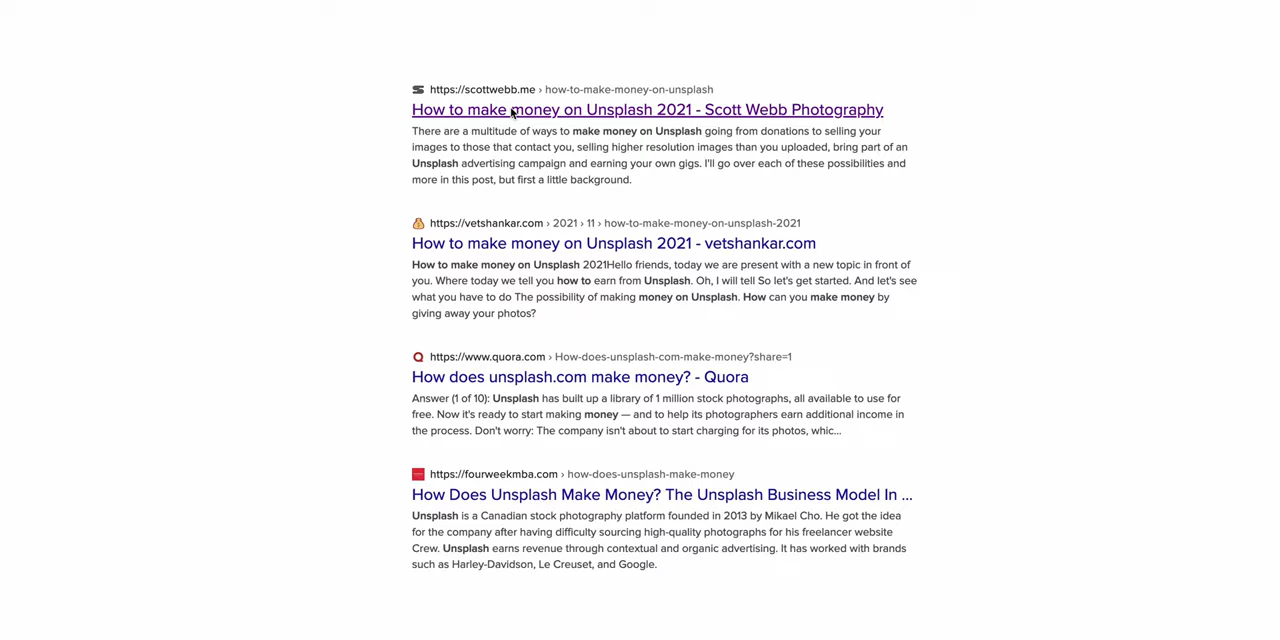 https://scottwebb.me › how-to-make-money-on-unsplash
How to make money on Unsplash 2021 - Scott Webb Photography
There are a multitude of ways to make money on Unsplash going from donations to selling your
images to those that contact you, selling higher resolution images than you uploaded, bring part of an
Unsplash advertising campaign and earning your own gigs. I'll go over each of these possibilities and
more in this post, but first a little background.
https://vetshankar.com › 2021 › 11 › how-to-make-money-on-unsplash-2021
How to make money on Unsplash 2021 - vetshankar.com
How to make money on Unsplash 2021Hello friends, today we are present with a new topic in front of
you. Where today we tell you how to earn from Unsplash. Oh, I will tell So let's get started. And let's see
what you have to do The possibility of making money on Unsplash. How can you make money by
giving away your photos?
https://www.quora.com › How-does-unsplash-com-make-money?share=1
How does unsplash.com make money? - Quora
Answer (1 of 10): Unsplash has built up a library of 1 million stock photographs, all available to use for
free. Now it's ready to start making money — and to help its photographers earn additional income in
the process. Don't worry: The company isn't about to start charging for its photos, whic...
https://fourweekmba.com › how-does-unsplash-make-money
How Does Unsplash Make Money? The Unsplash Business Model In ...
Unsplash is a Canadian stock photography platform founded in 2013 by Mikael Cho. He got the idea
for the company after having difficulty sourcing high-quality photographs for his freelancer website
Crew. Unsplash earns revenue through contextual and organic advertising. It has worked with brands
such as Harley-Davidson, Le Creuset, and Google.